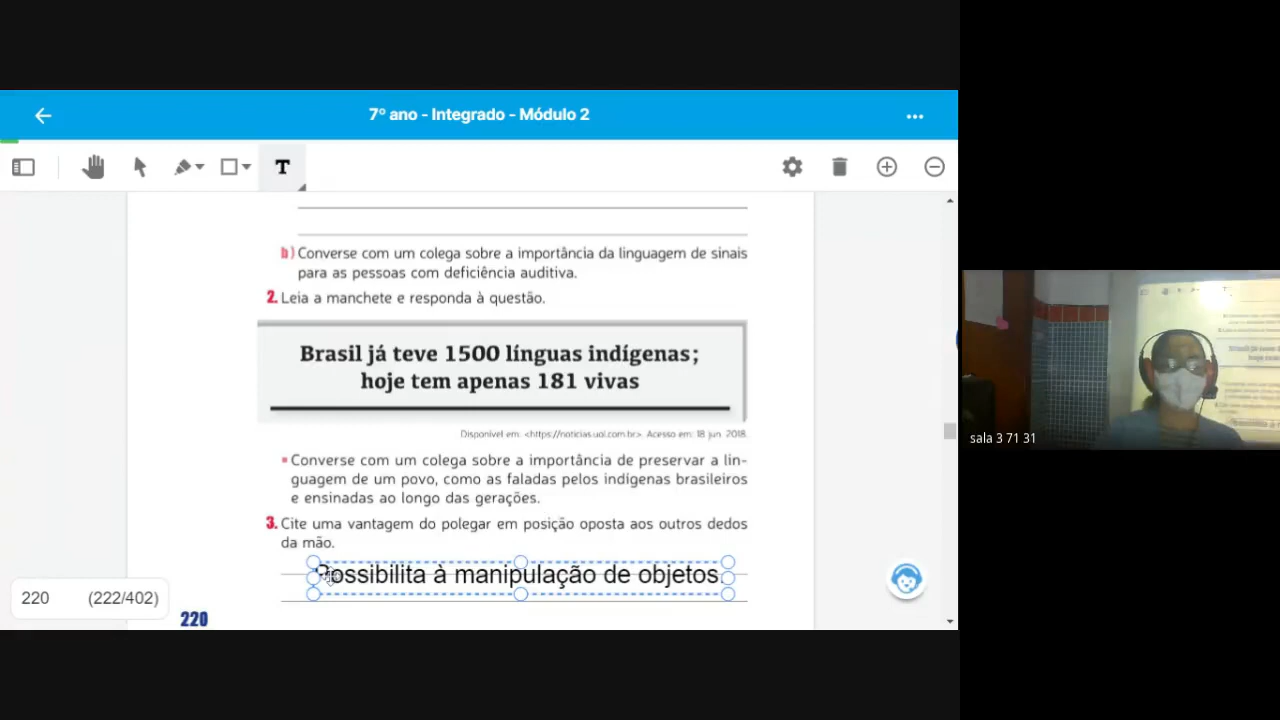 7º ano - Integrado - Módulo 2
T
b) Converse com um colega sobre a importância da linguagem de sinais
para as pessoas com deficiência auditiva.
2. Leia a manchete e responda à questão.
Brasil já teve 1500 línguas indígenas;
hoje tem apenas 181 vivas
Disponível em: <https://noticias.uol.com.br>. Acesso em: 18 jun. 2018.
Converse com um colega sobre a importância de preservar a lin-
guagem de um povo, como as faladas pelos indígenas brasileiros
e ensinadas ao longo das gerações.
3. Cite uma vantagem do polegar em posição oposta aos outros dedos
da mão.
Possibilita à manipulação de objetos.
220 (222/402)
220
sala 3 71 31